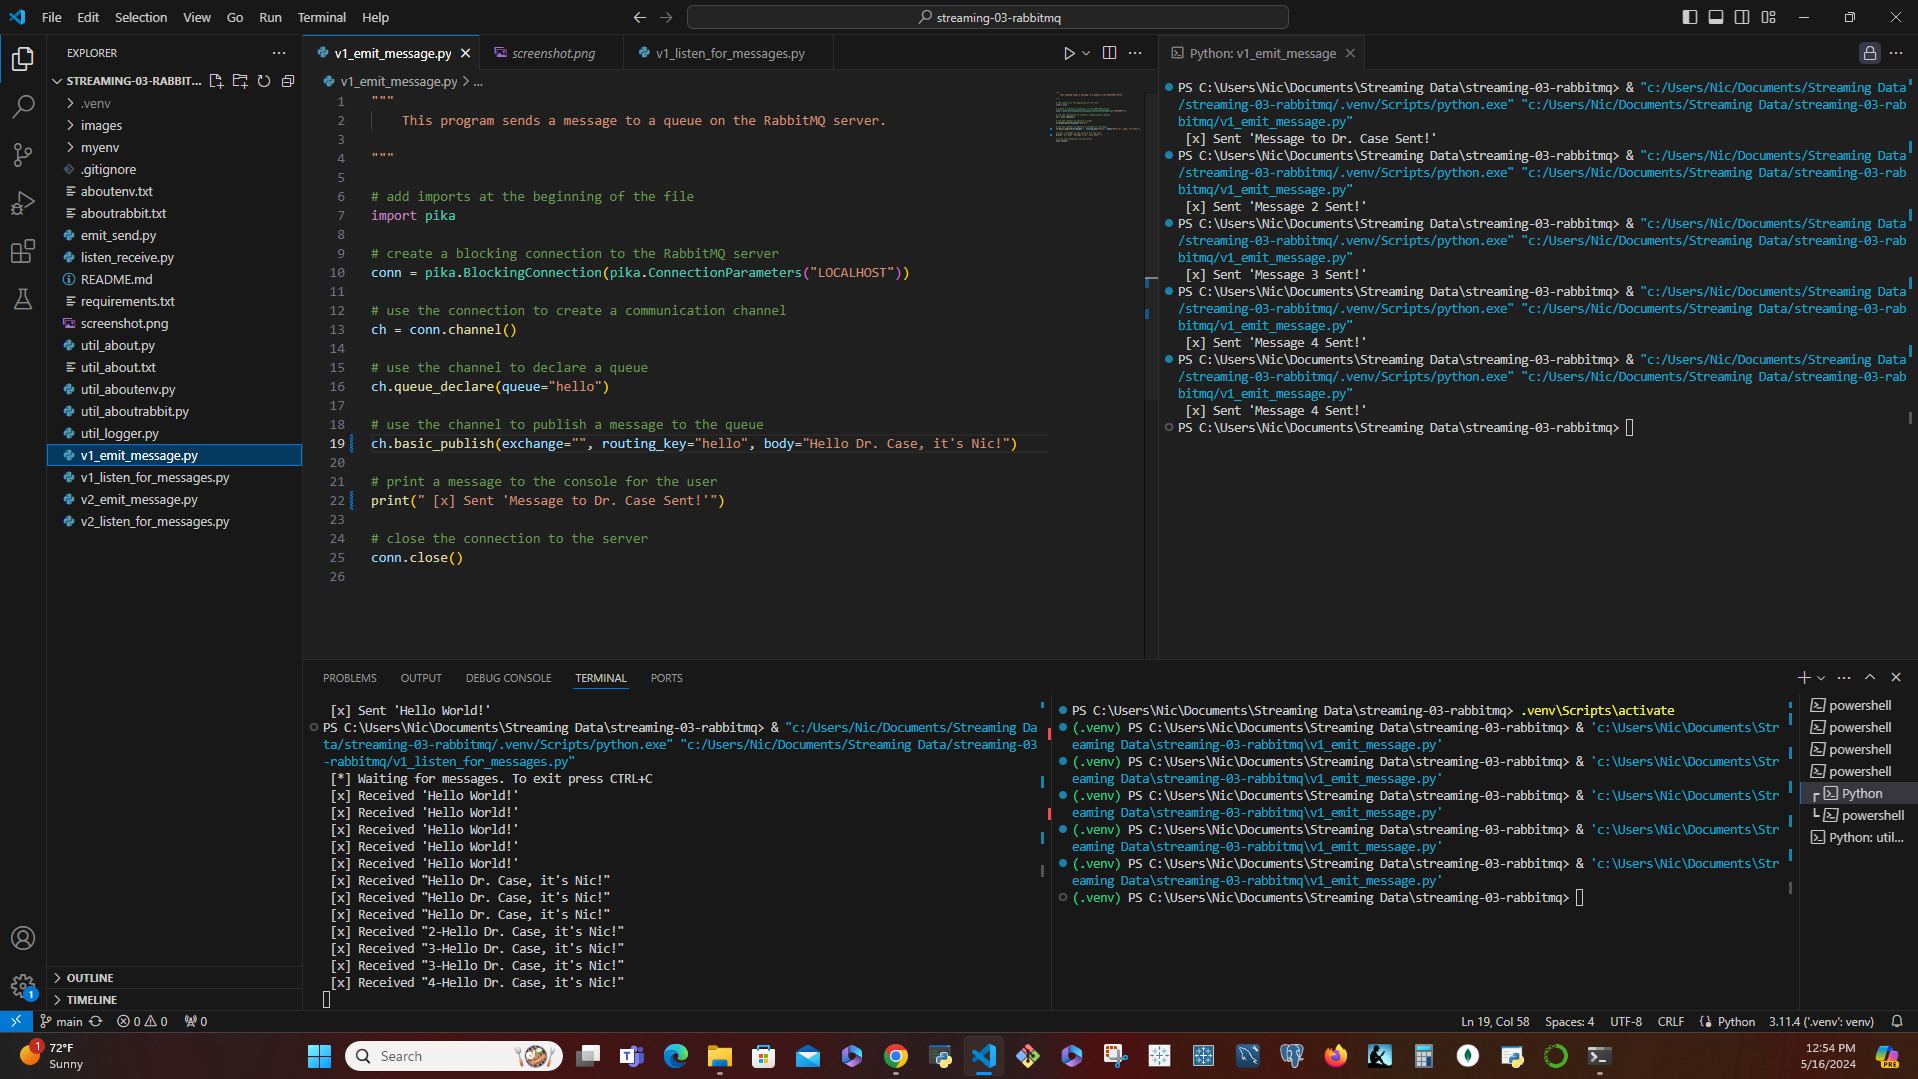 File Edit Selection View Go Run Terminal Help
streaming-03-rabbitmq
EXPLORER
STREAMING-03-RABBIT...
.venv
images
myenv
.gitignore
aboutenv.txt
aboutrabbit.txt
emit_send.py
listen_receive.py
README.md
requirements.txt
screenshot.png
util_about.py
util_about.txt
util_aboutenv.py
util_aboutrabbit.py
util_logger.py
v1_emit_message.py
v1_listen_for_messages.py
v2_emit_message.py
v2_listen_for_messages.py
OUTLINE
TIMELINE
v1_emit_message.py screenshot.png v1_listen_for_messages.py
v1_emit_message.py > ...
1 """
2 This program sends a message to a queue on the RabbitMQ server.
3
4 """
5
6 # add imports at the beginning of the file
7 import pika
8
9 # create a blocking connection to the RabbitMQ server
10 conn = pika.BlockingConnection(pika.ConnectionParameters("LOCALHOST"))
11
12 # use the connection to create a communication channel
13 ch = conn.channel()
14
15 # use the channel to declare a queue
16 ch.queue_declare(queue="hello")
17
18 # use the channel to publish a message to the queue
19 ch.basic_publish(exchange="", routing_key="hello", body="Hello Dr. Case, it's Nic!")
20
21 # print a message to the console for the user
22 print(" [x] Sent 'Message to Dr. Case Sent!'")
23
24 # close the connection to the server
25 conn.close()
26
Python: v1_emit_message
PS C:\Users\Nic\Documents\Streaming Data\streaming-03-rabbitmq> & "c:/Users/Nic/Documents/Streaming Data
/streaming-03-rabbitmq/.venv/Scripts/python.exe" "c:/Users/Nic/Documents/Streaming Data/streaming-03-rab
bitmq/v1_emit_message.py"
[x] Sent 'Message to Dr. Case Sent!'
PS C:\Users\Nic\Documents\Streaming Data\streaming-03-rabbitmq> & "c:/Users/Nic/Documents/Streaming Data
/streaming-03-rabbitmq/.venv/Scripts/python.exe" "c:/Users/Nic/Documents/Streaming Data/streaming-03-rab
bitmq/v1_emit_message.py"
[x] Sent 'Message 2 Sent!'
PS C:\Users\Nic\Documents\Streaming Data\streaming-03-rabbitmq> & "c:/Users/Nic/Documents/Streaming Data
/streaming-03-rabbitmq/.venv/Scripts/python.exe" "c:/Users/Nic/Documents/Streaming Data/streaming-03-rab
bitmq/v1_emit_message.py"
[x] Sent 'Message 3 Sent!'
PS C:\Users\Nic\Documents\Streaming Data\streaming-03-rabbitmq> & "c:/Users/Nic/Documents/Streaming Data
/streaming-03-rabbitmq/.venv/Scripts/python.exe" "c:/Users/Nic/Documents/Streaming Data/streaming-03-rab
bitmq/v1_emit_message.py"
[x] Sent 'Message 4 Sent!'
PS C:\Users\Nic\Documents\Streaming Data\streaming-03-rabbitmq> & "c:/Users/Nic/Documents/Streaming Data
/streaming-03-rabbitmq/.venv/Scripts/python.exe" "c:/Users/Nic/Documents/Streaming Data/streaming-03-rab
bitmq/v1_emit_message.py"
[x] Sent 'Message 4 Sent!'
PS C:\Users\Nic\Documents\Streaming Data\streaming-03-rabbitmq>
PROBLEMS OUTPUT DEBUG CONSOLE TERMINAL PORTS
[x] Sent 'Hello World!'
PS C:\Users\Nic\Documents\Streaming Data\streaming-03-rabbitmq> & "c:/Users/Nic/Documents/Streaming Da
ta/streaming-03-rabbitmq/.venv/Scripts/python.exe" "c:/Users/Nic/Documents/Streaming Data/streaming-03
-rabbitmq/v1_listen_for_messages.py"
[*] Waiting for messages. To exit press CTRL+C
[x] Received 'Hello World!'
[x] Received 'Hello World!'
[x] Received 'Hello World!'
[x] Received 'Hello World!'
[x] Received 'Hello World!'
[x] Received "Hello Dr. Case, it's Nic!"
[x] Received "Hello Dr. Case, it's Nic!"
[x] Received "Hello Dr. Case, it's Nic!"
[x] Received "2-Hello Dr. Case, it's Nic!"
[x] Received "3-Hello Dr. Case, it's Nic!"
[x] Received "3-Hello Dr. Case, it's Nic!"
[x] Received "4-Hello Dr. Case, it's Nic!"
PS C:\Users\Nic\Documents\Streaming Data\streaming-03-rabbitmq> .venv\Scripts\activate
(.venv) PS C:\Users\Nic\Documents\Streaming Data\streaming-03-rabbitmq> & 'c:\Users\Nic\Documents\Str
eaming Data\streaming-03-rabbitmq\v1_emit_message.py'
(.venv) PS C:\Users\Nic\Documents\Streaming Data\streaming-03-rabbitmq> & 'c:\Users\Nic\Documents\Str
eaming Data\streaming-03-rabbitmq\v1_emit_message.py'
(.venv) PS C:\Users\Nic\Documents\Streaming Data\streaming-03-rabbitmq> & 'c:\Users\Nic\Documents\Str
eaming Data\streaming-03-rabbitmq\v1_emit_message.py'
(.venv) PS C:\Users\Nic\Documents\Streaming Data\streaming-03-rabbitmq> & 'c:\Users\Nic\Documents\Str
eaming Data\streaming-03-rabbitmq\v1_emit_message.py'
(.venv) PS C:\Users\Nic\Documents\Streaming Data\streaming-03-rabbitmq> & 'c:\Users\Nic\Documents\Str
eaming Data\streaming-03-rabbitmq\v1_emit_message.py'
(.venv) PS C:\Users\Nic\Documents\Streaming Data\streaming-03-rabbitmq>
powershell
powershell
powershell
powershell
Python
powershell
Python: util...
1
main 0 0 0
Ln 19, Col 58 Spaces: 4 UTF-8 CRLF Python 3.11.4 ('.venv': venv)
1
72°F
Sunny
Search
12:54 PM
5/16/2024
PRE